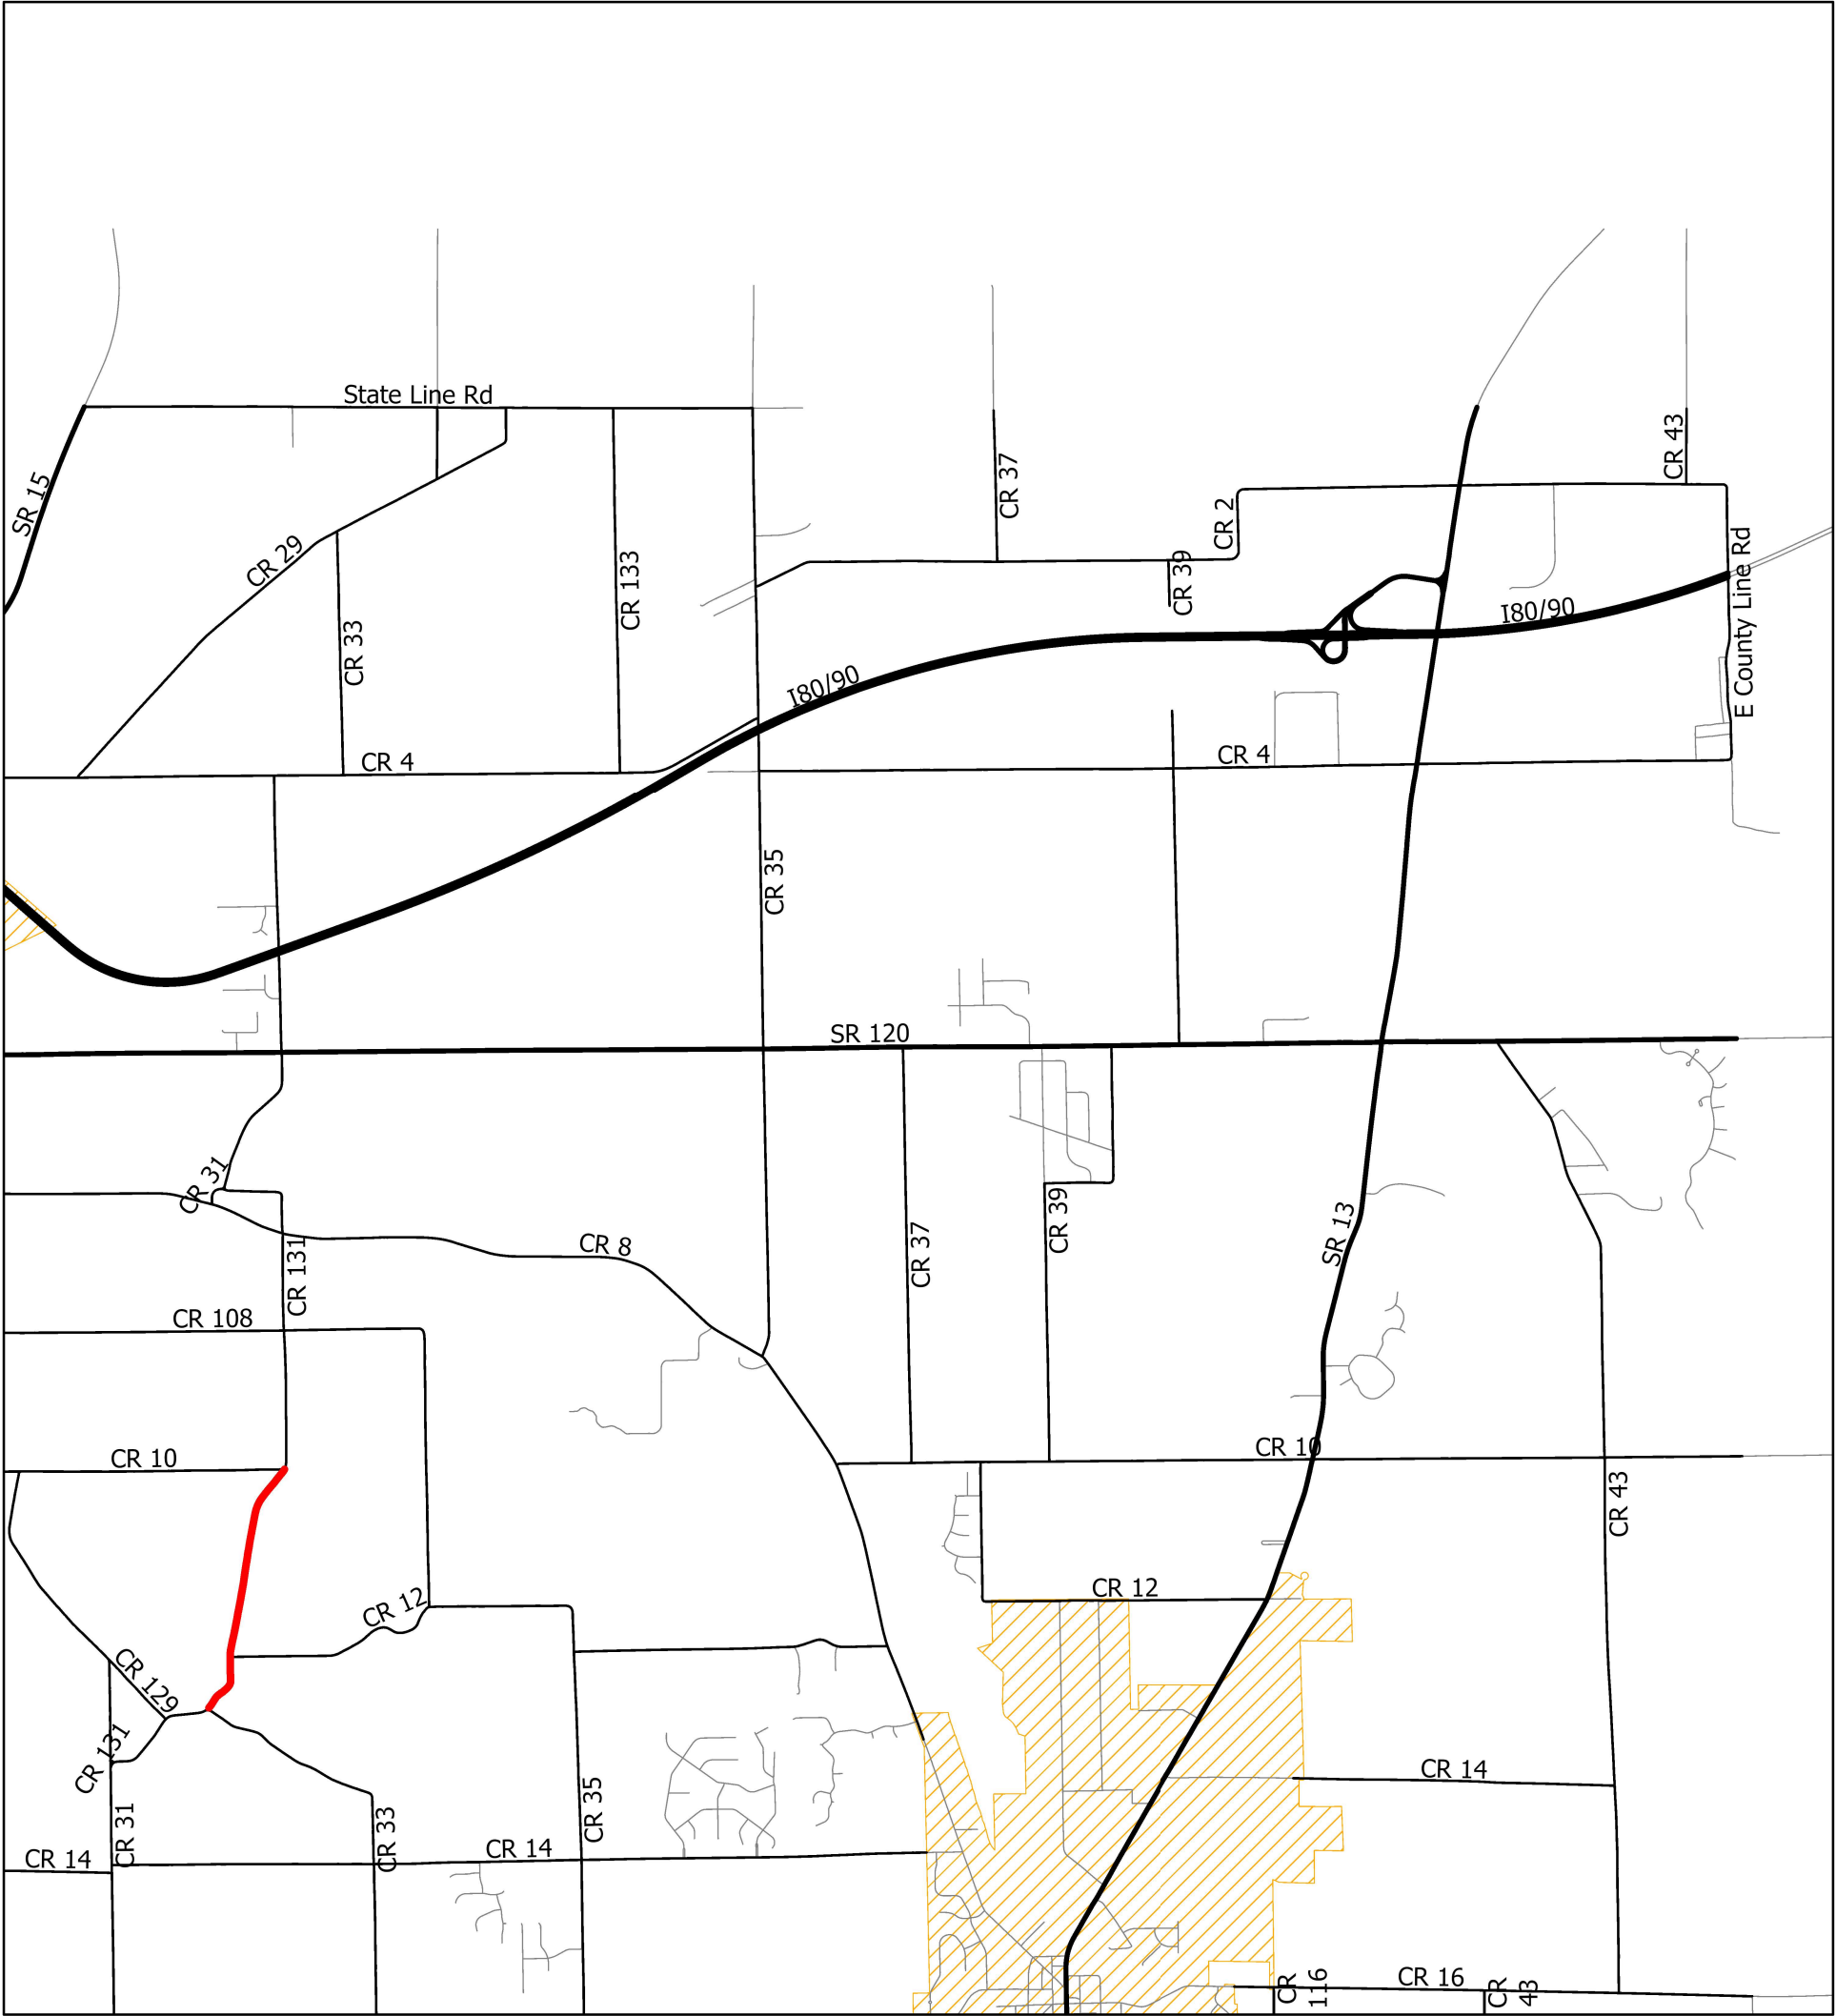 State Line Rd
SR 15
CR 43
CR 37
CR 2
CR 29
CR 133
CR 39
E County Line Rd
I80/90
CR 33
I80/90
CR 4
CR 4
CR 35
SR 120
CR 31
CR 39
SR 13
CR 8
CR 37
CR 131
CR 108
CR 10
CR 10
CR 43
CR 12
CR 12
CR 129
CR 131
CR 14
CR 31
CR 33
CR 35
CR 14
CR 14
CR 16
CR
116
CR
43